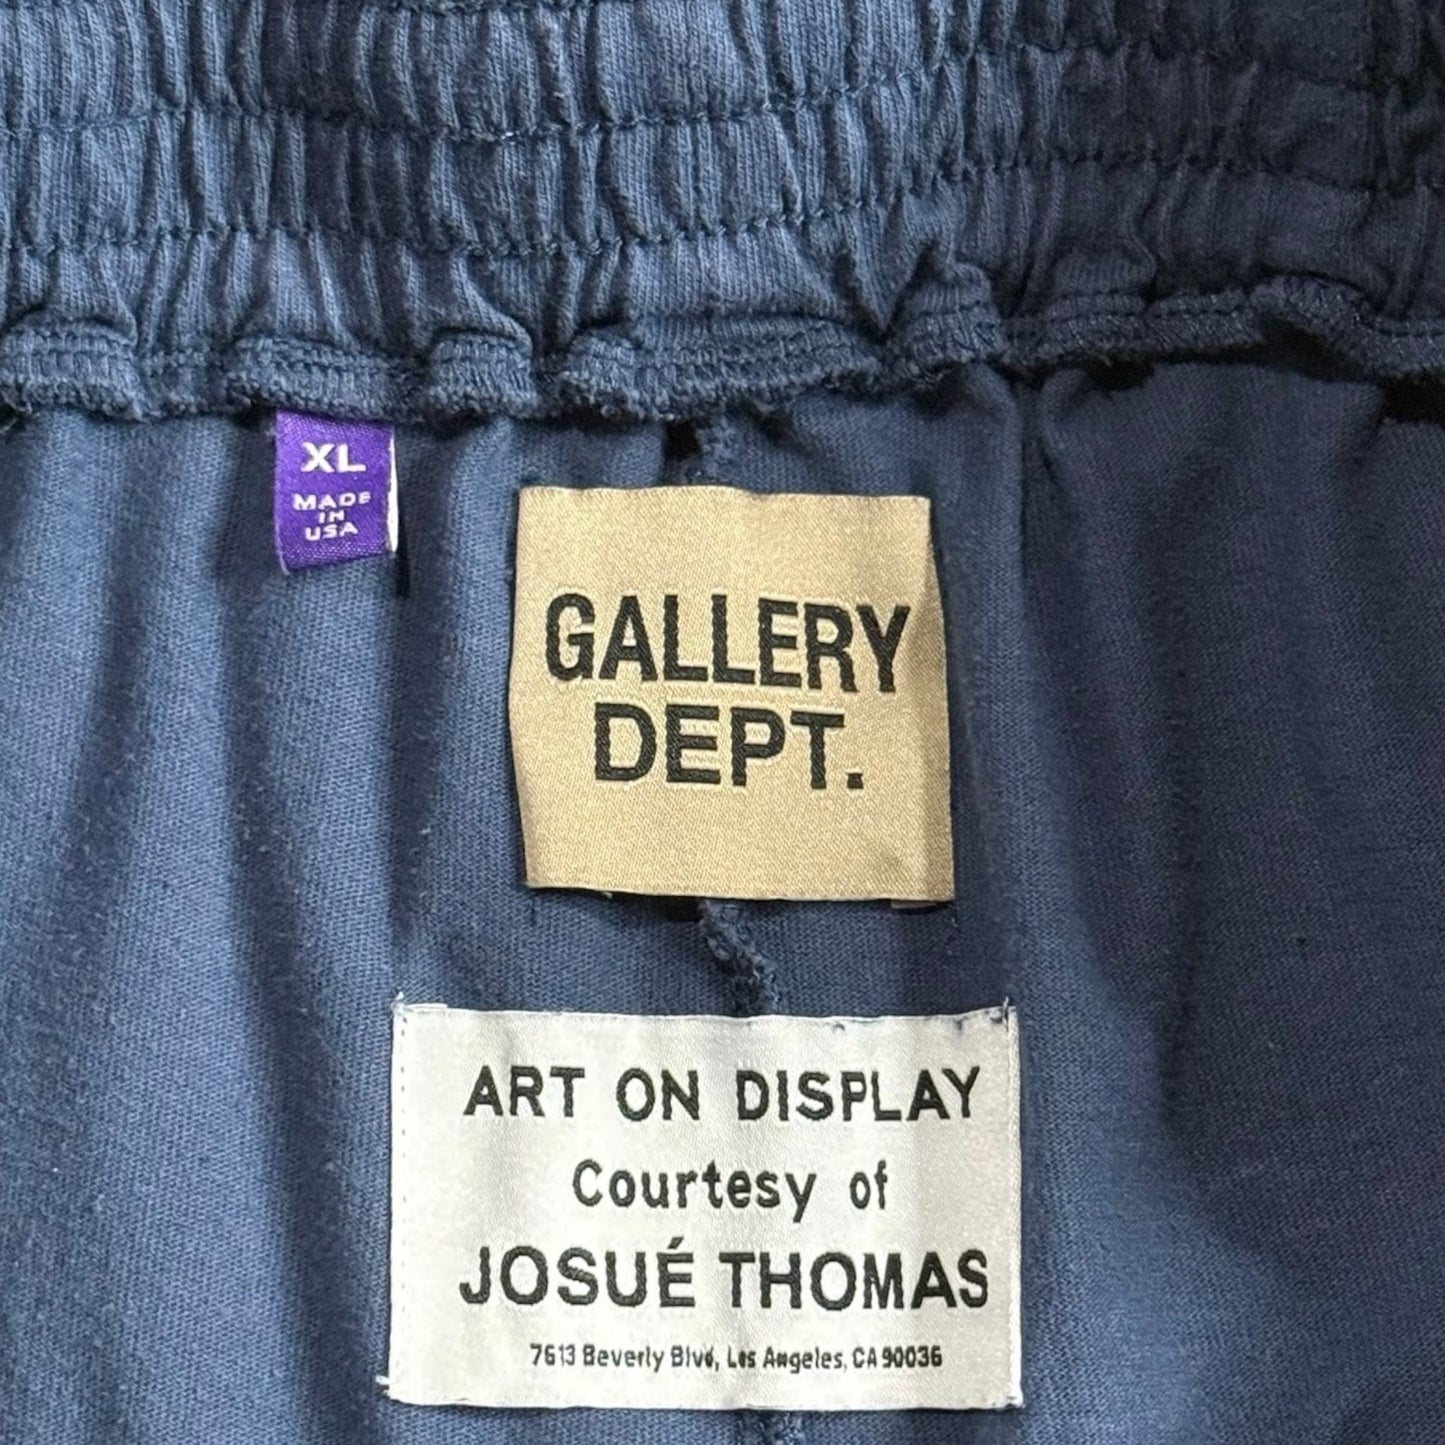 XL
MADE
IN
USA
GALLERY
DEPT.
ART ON DISPLAY
Courtesy of
JOSUÉ THOMAS
7613 Beverly Blvd, Los Angeles, CA 90036